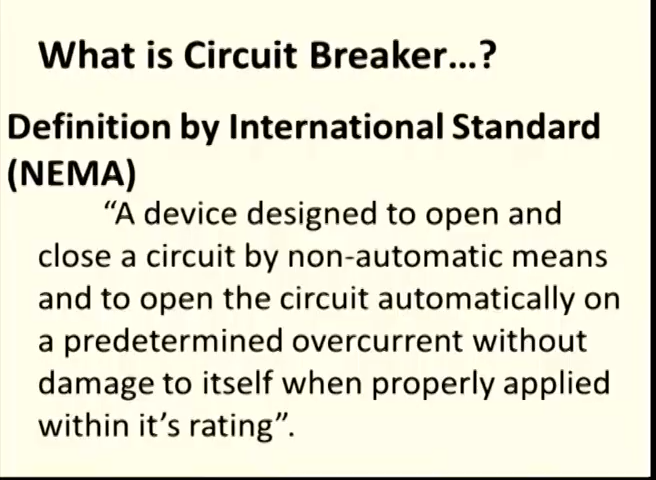 What is Circuit Breaker...?
Definition by International Standard
(NEMA)
“A device designed to open and
close a circuit by non-automatic means
and to open the circuit automatically on
a predetermined overcurrent without
damage to itself when properly applied
within it’s rating”.